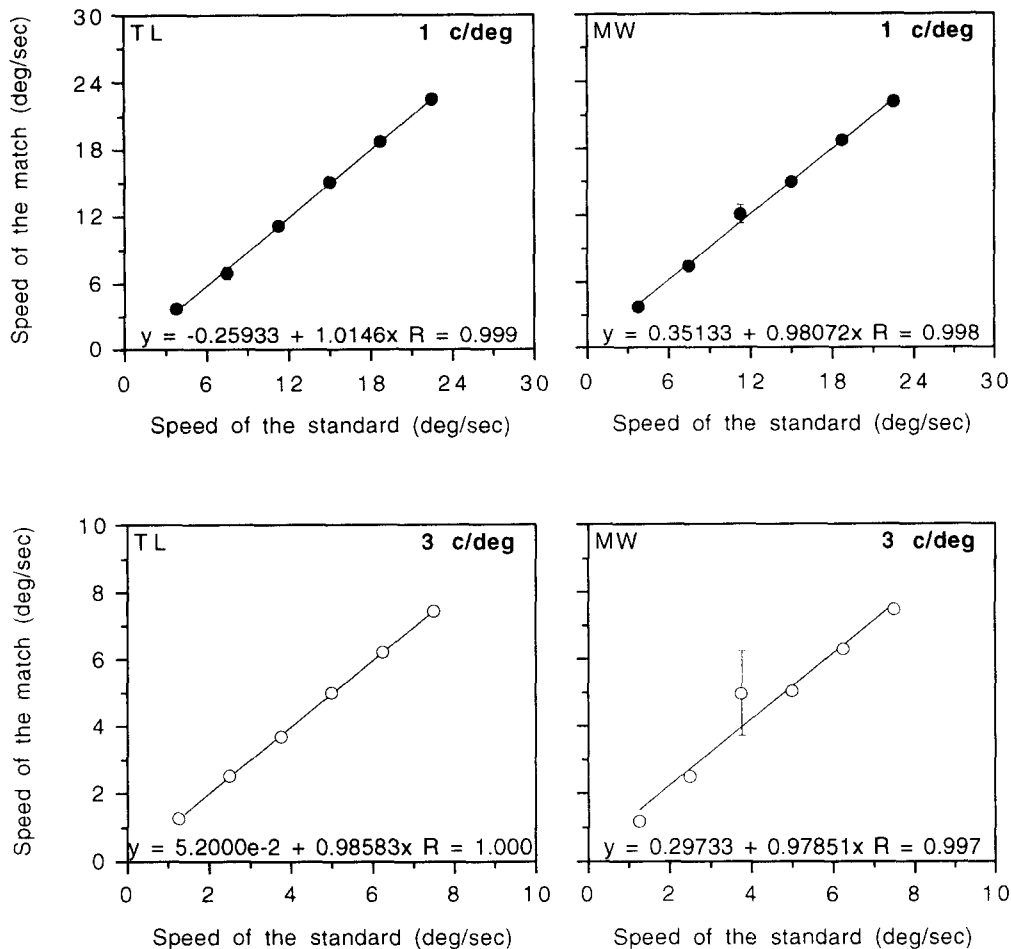 Speed of the match (deg/sec)
30
24
18
12
6
0
TL 1 c/deg
y = -0.25933 + 1.0146x R = 0.999
0 6 12 18 24 30
Speed of the standard (deg/sec)
MW 1 c/deg
y = 0.35133 + 0.98072x R = 0.998
0 6 12 18 24 30
Speed of the standard (deg/sec)
Speed of the match (deg/sec)
10
8
6
4
2
0
TL 3 c/deg
y = 5.2000e-2 + 0.98583x R = 1.000
0 2 4 6 8 10
Speed of the standard (deg/sec)
MW 3 c/deg
y = 0.29733 + 0.97851x R = 0.997
0 2 4 6 8 10
Speed of the standard (deg/sec)